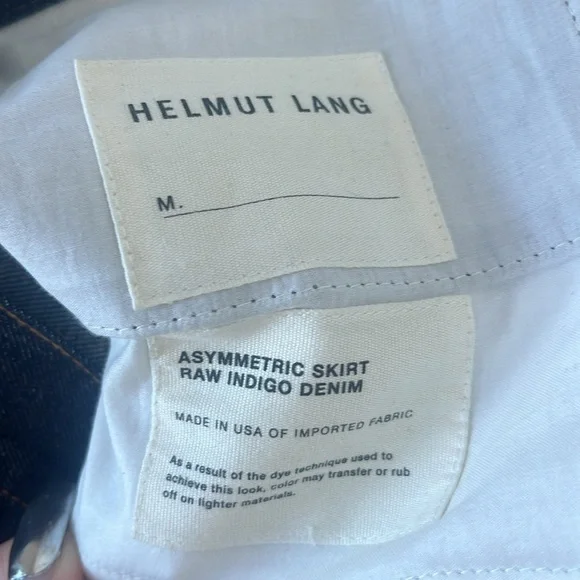 HELMUT LANG
M.
ASYMMETRIC SKIRT
RAW INDIGO DENIM
MADE IN USA OF IMPORTED FABRIC
As a result of the dye technique used to
achieve this look, color may transfer or rub
off on lighter materials.